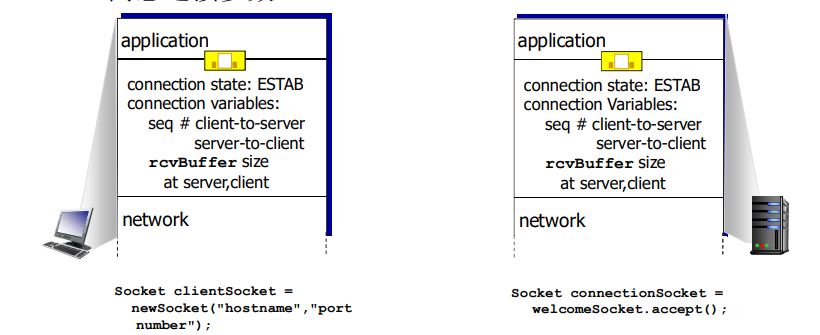 application
connection state: ESTAB
connection variables:
seq # client-to-server
server-to-client
rcvBuffer size
at server,client
network
Socket clientSocket =
newSocket("hostname","port
number");
application
connection state: ESTAB
connection Variables:
seq # client-to-server
server-to-client
rcvBuffer size
at server,client
network
Socket connectionSocket =
welcomeSocket.accept();